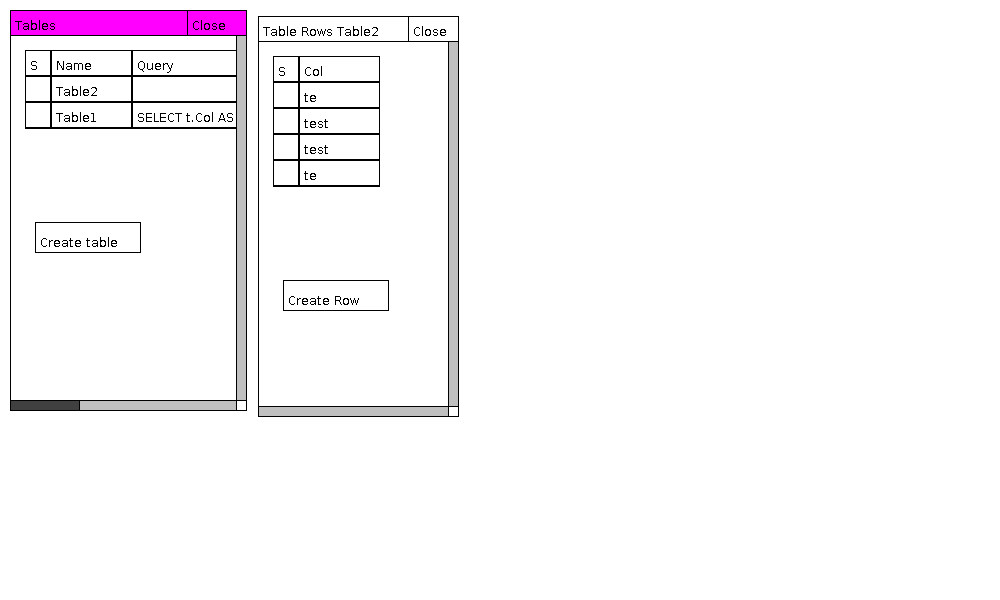 Tables Close
S Name Query
Table2
Table1 SELECT t.Col AS
Create table
Table Rows Table2 Close
S Col
te
test
test
te
Create Row